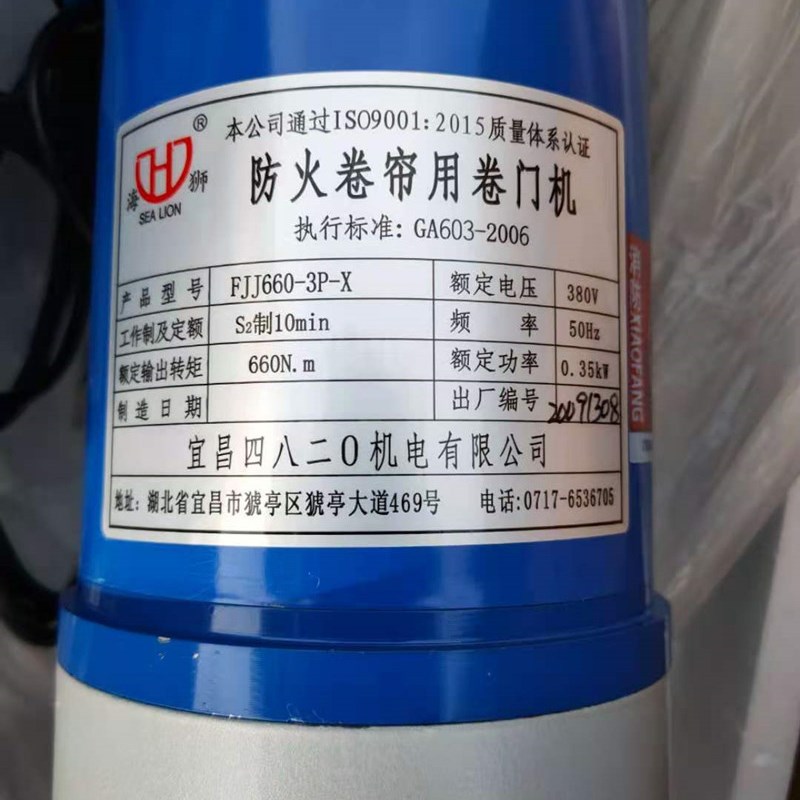 本公司通过ISO9001:2015质量体系认证
海狮
®
SEA LION
防火卷帘用卷门机
执行标准: GA603-2006
产品型号 FJJ660-3P-X 额定电压 380V
工作制及定额 S₂制10min 频率 50Hz
额定输出转矩 660N.m 额定功率 0.35kW
制造日期 出厂编号 20091308
宜昌四八二0机电有限公司
地址: 湖北省宜昌市猇亭区猇亭大道469号 电话:0717-6536705
XIAOFANG